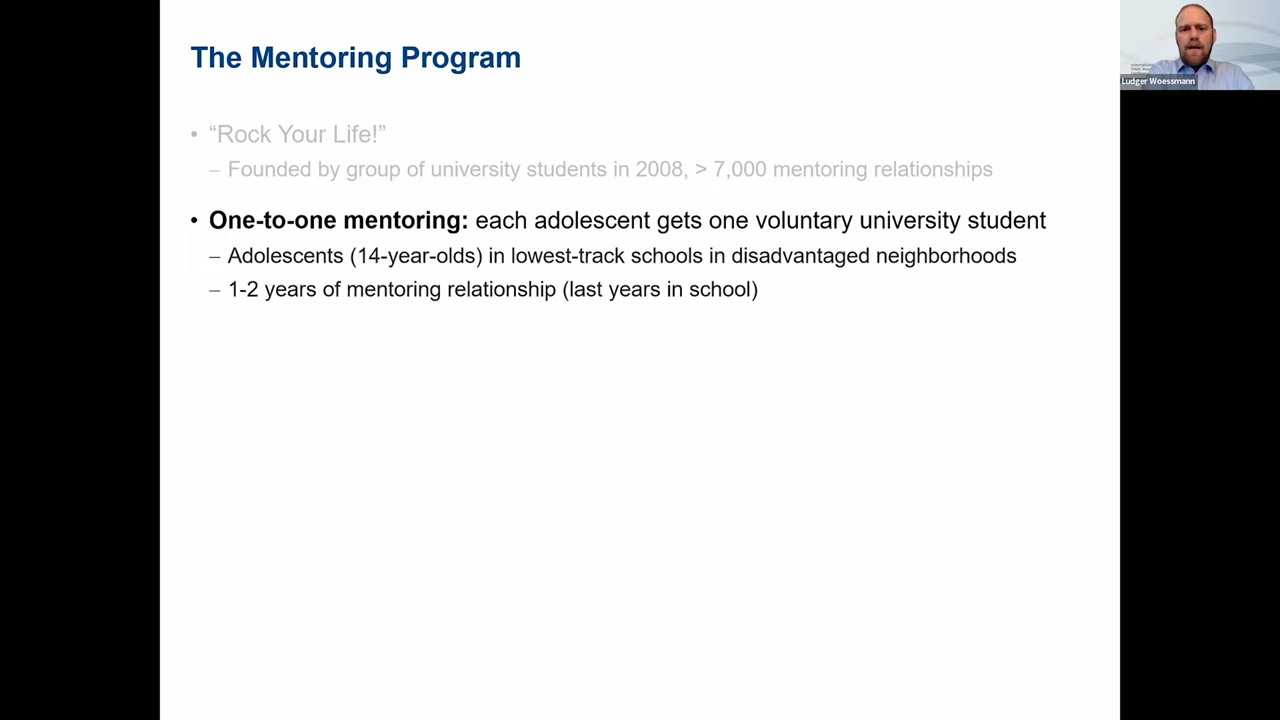 The Mentoring Program
• “Rock Your Life!”
– Founded by group of university students in 2008, > 7,000 mentoring relationships
• One-to-one mentoring: each adolescent gets one voluntary university student
– Adolescents (14-year-olds) in lowest-track schools in disadvantaged neighborhoods
– 1-2 years of mentoring relationship (last years in school)
Ludger Woessmann